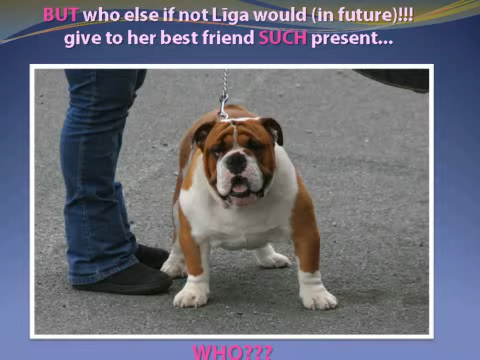 BUT who else if not Līga would (in future)!!!
give to her best friend SUCH present...
WHO???